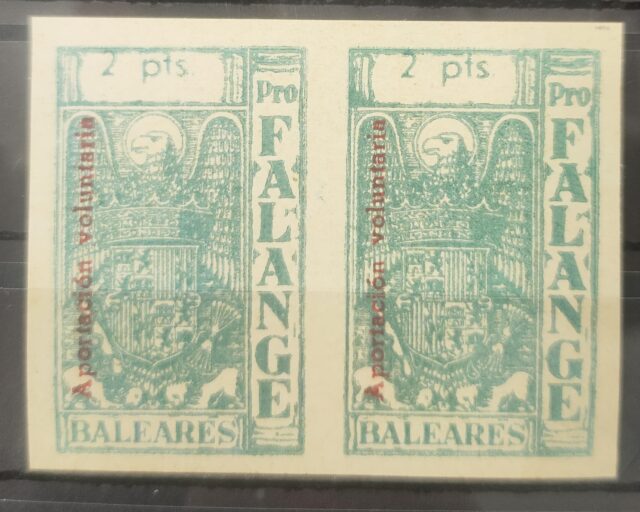 2 pts.
Pro
FALANGE
Aportación voluntaria
BALEARES
2 pts.
Pro
FALANGE
Aportación voluntaria
BALEARES